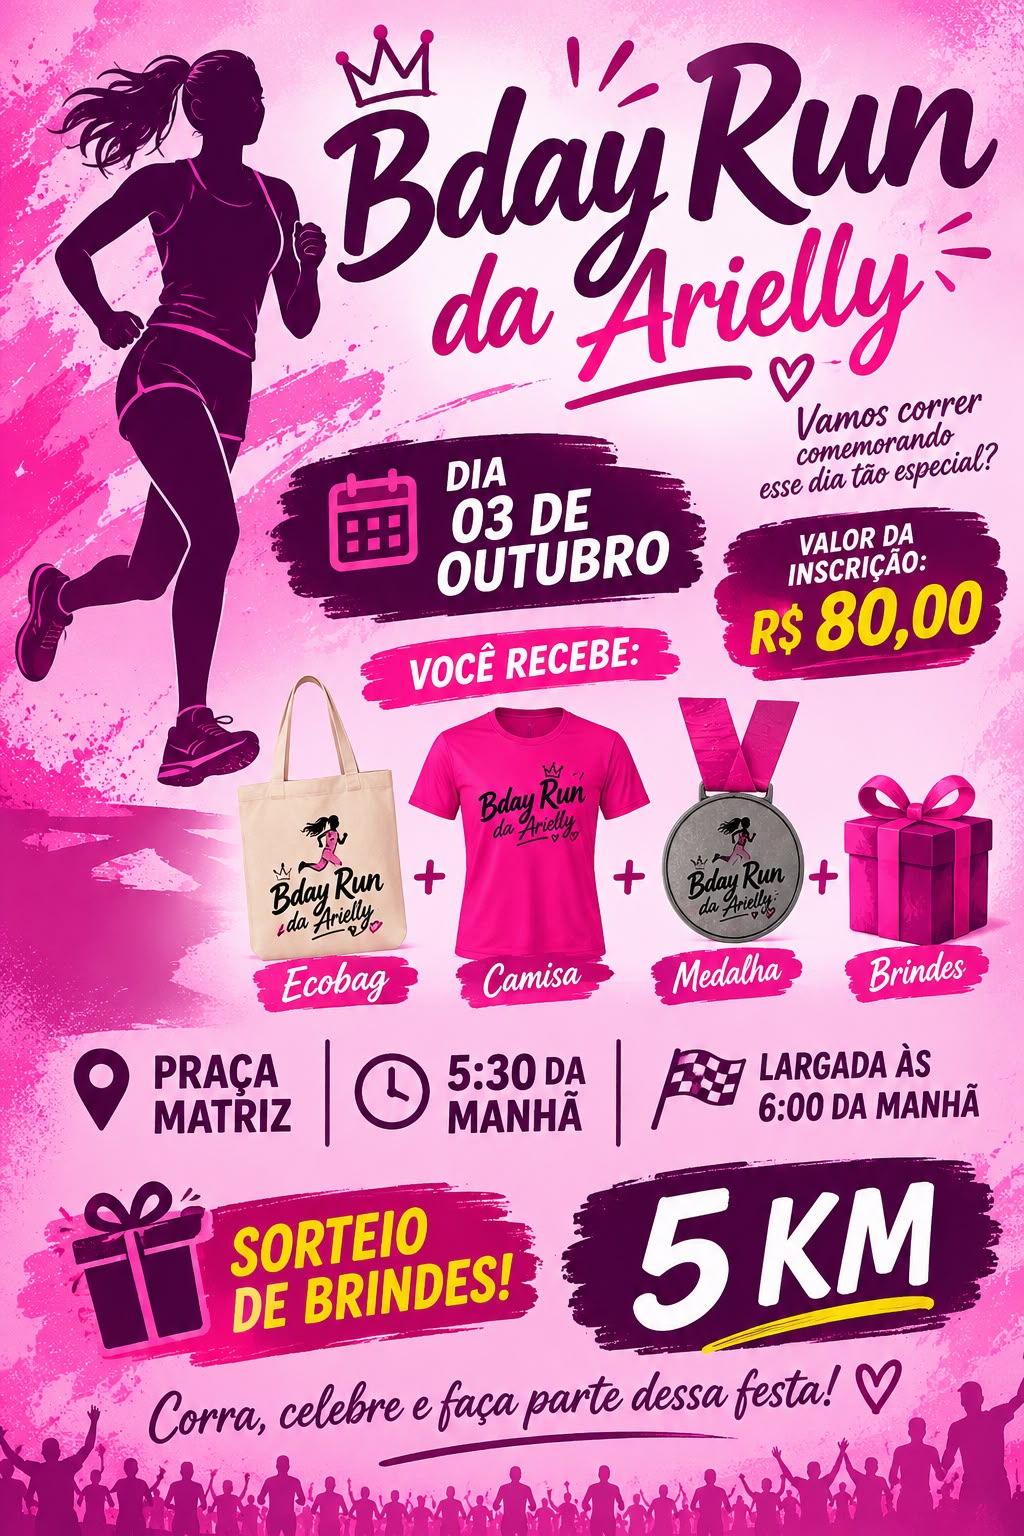 Bday Run
da Arielly
Vamos correr
comemorando
esse dia tão especial?
DIA
03 DE
OUTUBRO
VALOR DA
INSCRIÇÃO:
R$ 80,00
VOCÊ RECEBE:
Bday Run
da Arielly
Bday Run
da Arielly
Bday Run
da Arielly
+
+
+
Ecobag
Camisa
Medalha
Brindes
PRAÇA
MATRIZ
5:30 DA
MANHÃ
LARGADA ÀS
6:00 DA MANHÃ
SORTEIO
DE BRINDES!
5 KM
Corra, celebre e faça parte dessa festa!